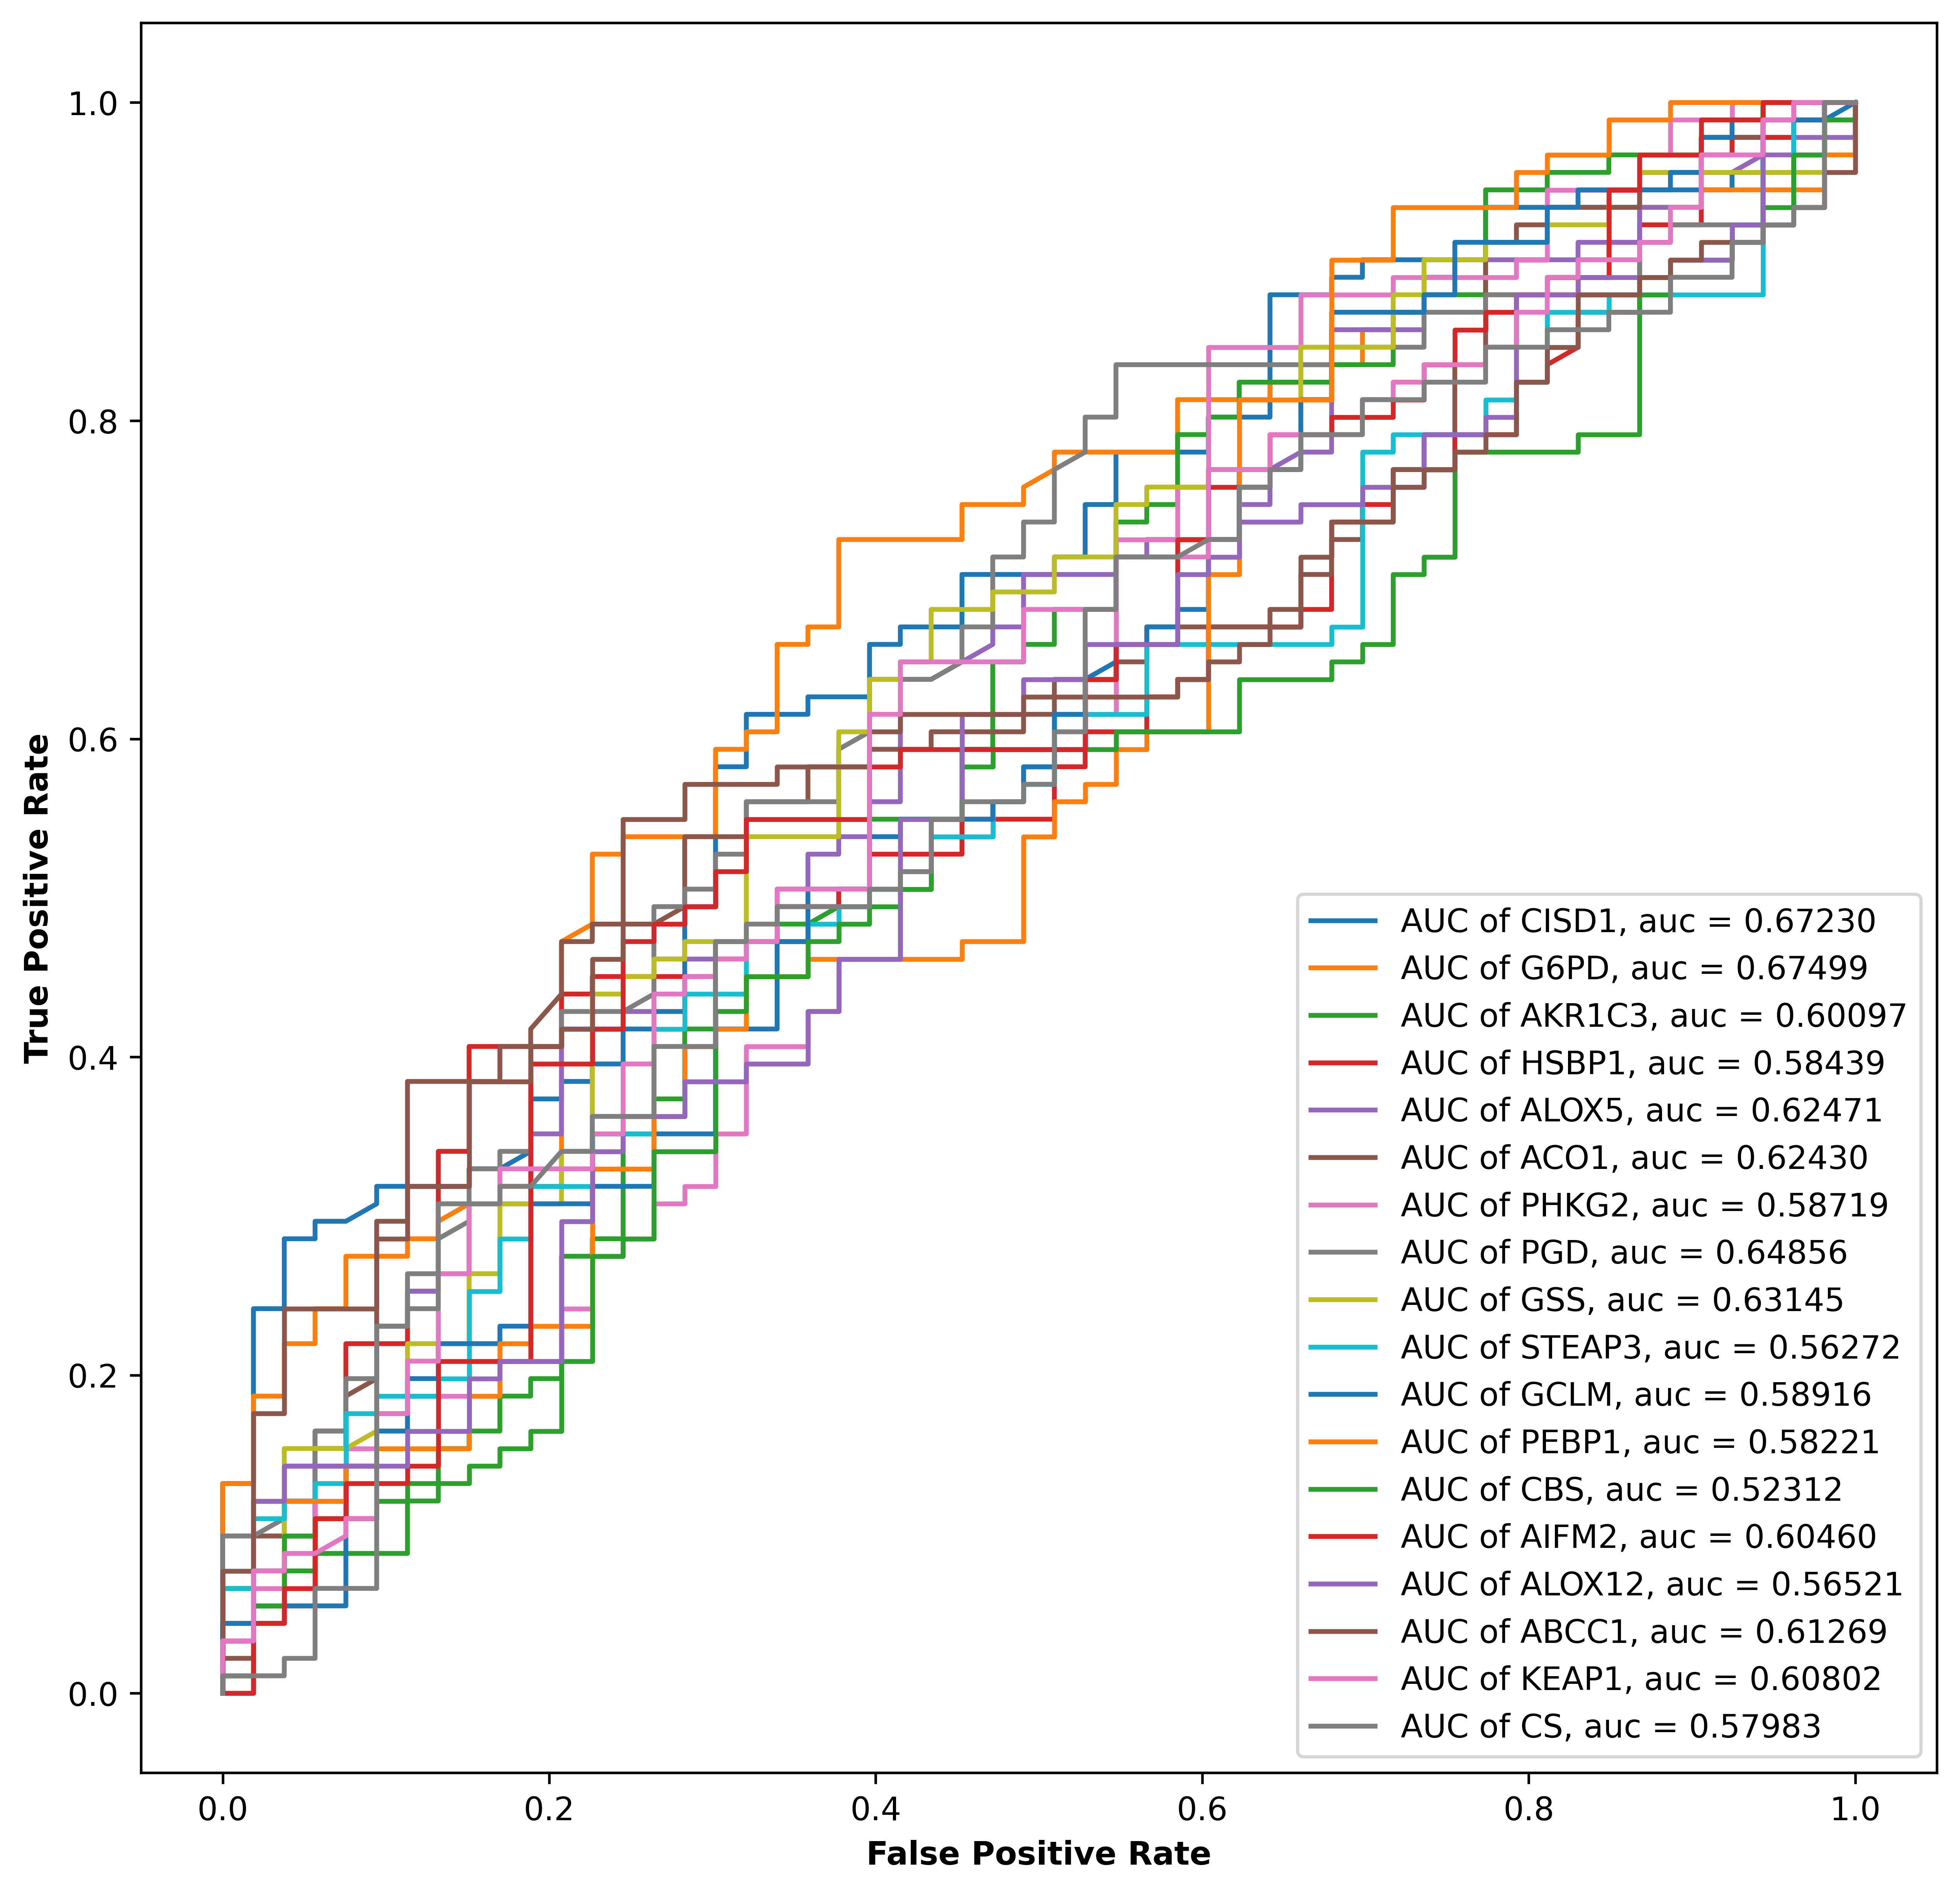 1.0
0.8
0.6
0.4
0.2
0.0
True Positive Rate
AUC of CISD1, auc = 0.67230
AUC of G6PD, auc = 0.67499
AUC of AKR1C3, auc = 0.60097
AUC of HSBP1, auc = 0.58439
AUC of ALOX5, auc = 0.62471
AUC of ACO1, auc = 0.62430
AUC of PHKG2, auc = 0.58719
AUC of PGD, auc = 0.64856
AUC of GSS, auc = 0.63145
AUC of STEAP3, auc = 0.56272
AUC of GCLM, auc = 0.58916
AUC of PEBP1, auc = 0.58221
AUC of CBS, auc = 0.52312
AUC of AIFM2, auc = 0.60460
AUC of ALOX12, auc = 0.56521
AUC of ABCC1, auc = 0.61269
AUC of KEAP1, auc = 0.60802
AUC of CS, auc = 0.57983
0.0 0.2 0.4 0.6 0.8 1.0
False Positive Rate